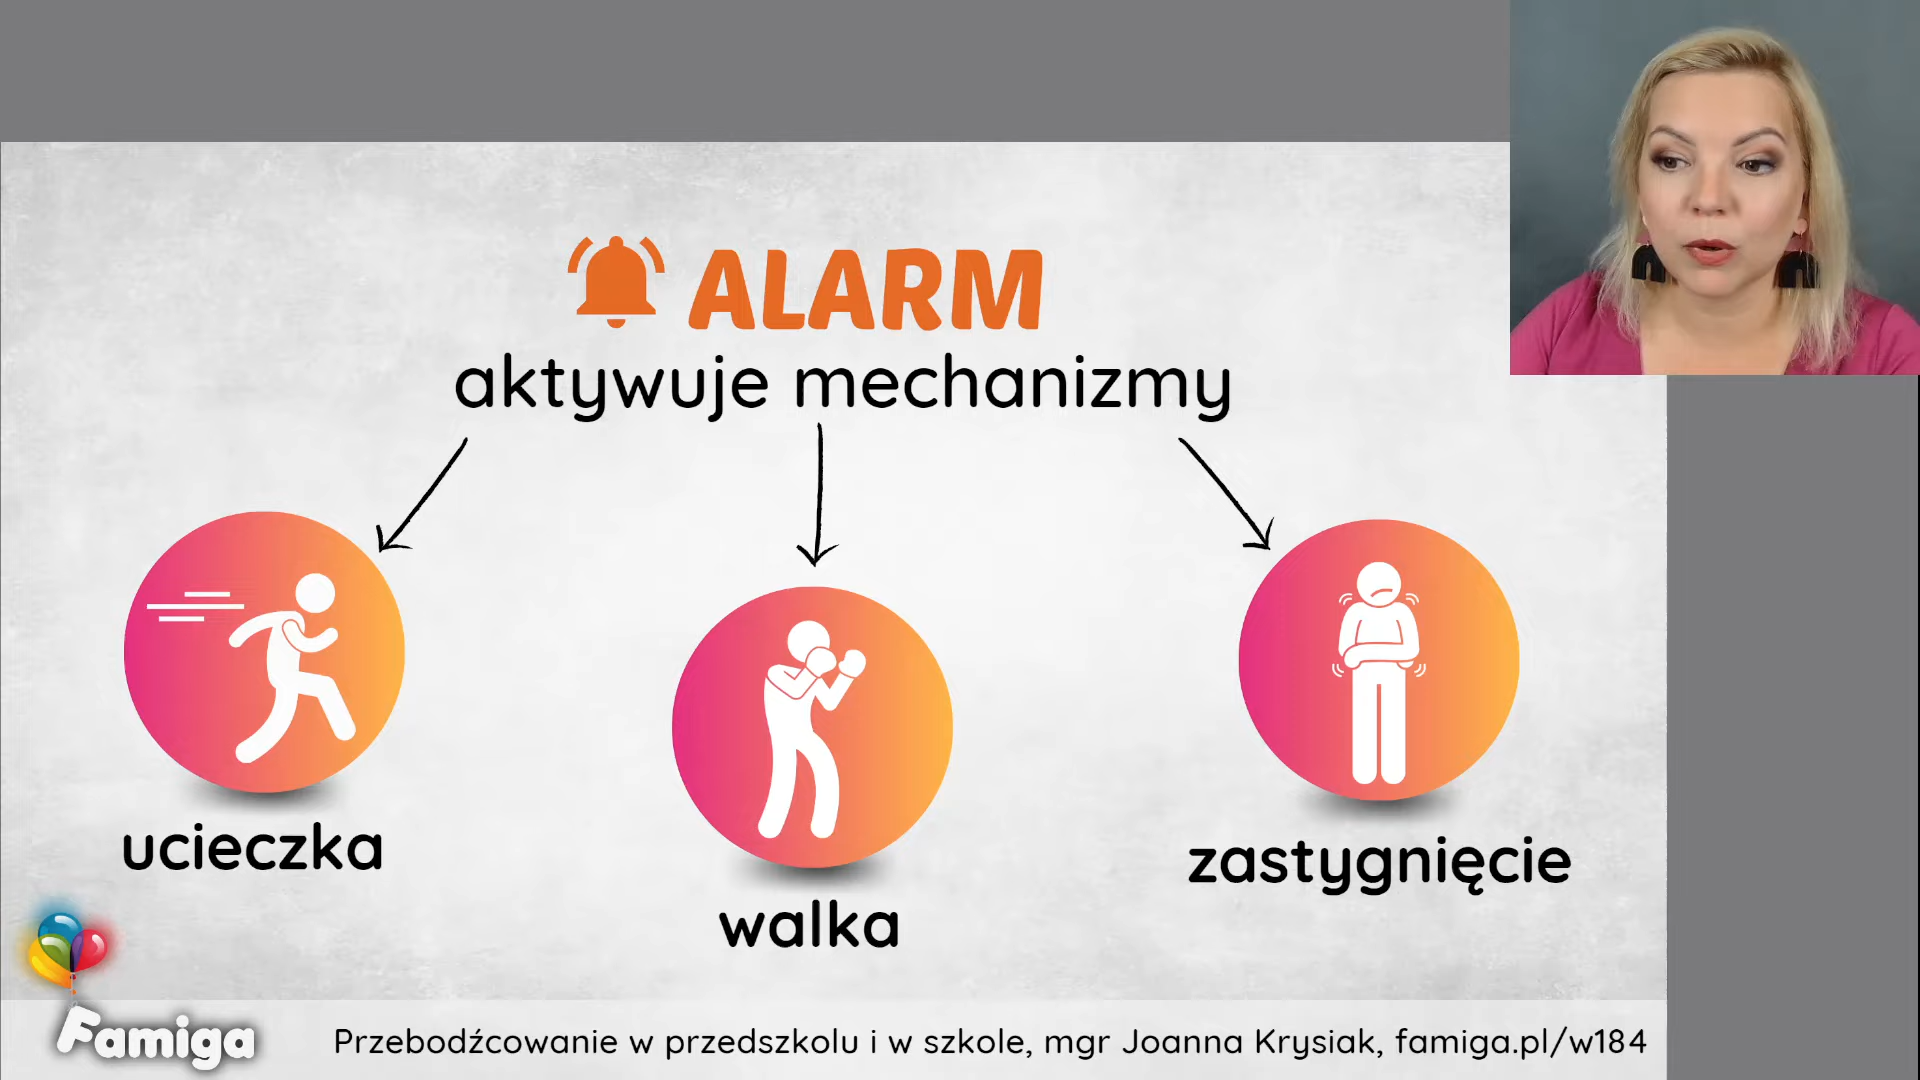 ALARM
aktywuje mechanizmy
ucieczka
walka
zastygnięcie
Famiga
Przebodźcowanie w przedszkolu i w szkole, mgr Joanna Krysiak, famiga.pl/w184